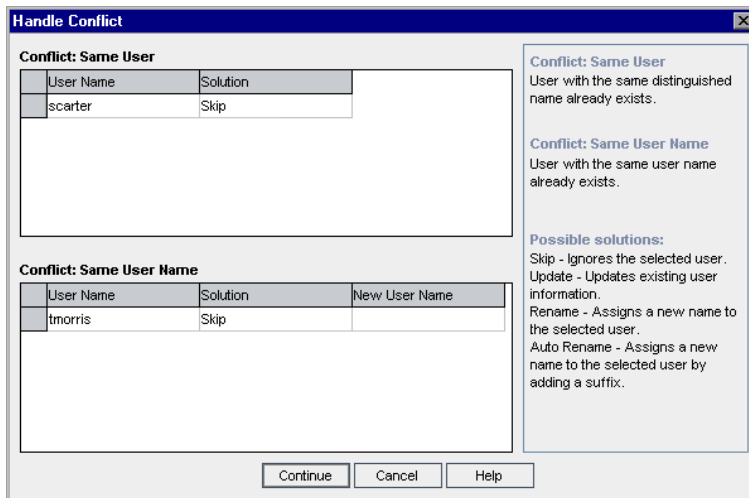 Handle Conflict
Conflict: Same User
User Name Solution
scarter Skip
Conflict: Same User Name
User Name Solution New User Name
tmorris Skip
Conflict: Same User
User with the same distinguished
name already exists.
Conflict: Same User Name
User with the same user name
already exists.
Possible solutions:
Skip - Ignores the selected user.
Update - Updates existing user
information.
Rename - Assigns a new name to
the selected user.
Auto Rename - Assigns a new
name to the selected user by
adding a suffix.
Continue Cancel Help